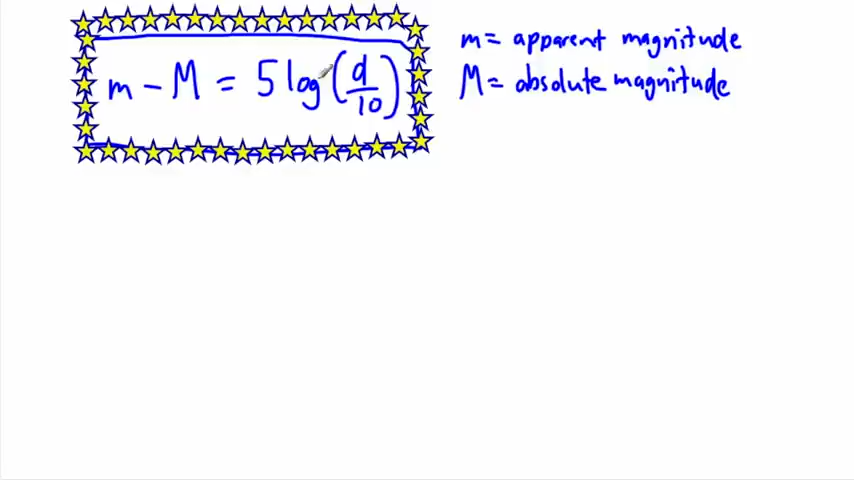 m - M = 5 log (d/10)
m = apparent magnitude
M = absolute magnitude